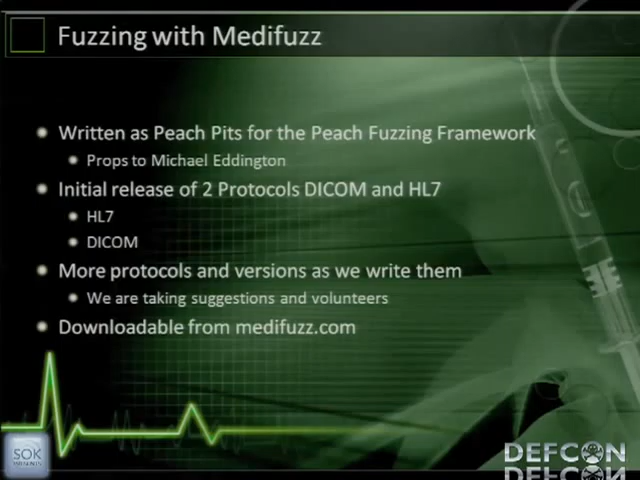 Fuzzing with Medifuzz
Written as Peach Pits for the Peach Fuzzing Framework
Props to Michael Eddington
Initial release of 2 Protocols DICOM and HL7
HL7
DICOM
More protocols and versions as we write them
We are taking suggestions and volunteers
Downloadable from medifuzz.com
SOK
DEFCON